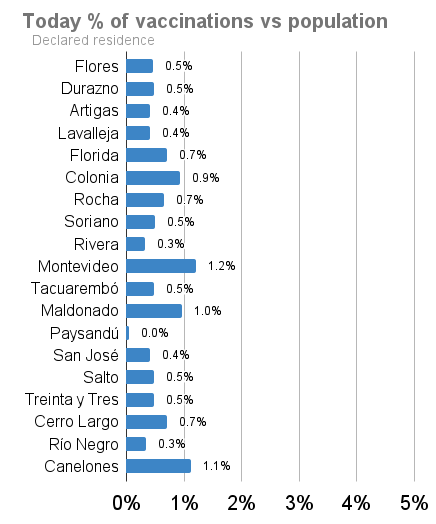 Today % of vaccinations vs population
Declared residence
Flores 0.5%
Durazno 0.5%
Artigas 0.4%
Lavalleja 0.4%
Florida 0.7%
Colonia 0.9%
Rocha 0.7%
Soriano 0.5%
Rivera 0.3%
Montevideo 1.2%
Tacuarembó 0.5%
Maldonado 1.0%
Paysandú 0.0%
San José 0.4%
Salto 0.5%
Treinta y Tres 0.5%
Cerro Largo 0.7%
Río Negro 0.3%
Canelones 1.1%
0% 1% 2% 3% 4% 5%